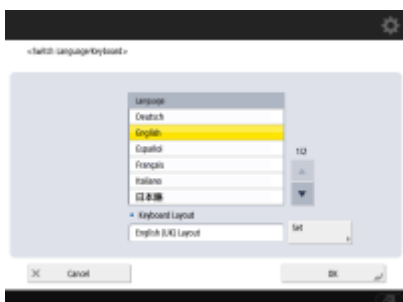 <Switch Language/Keyboard>
Language
Deutsch
English
Español
Français
Italiano
日本語
1/2
Keyboard Layout
English (UK) Layout
Set
Cancel
OK